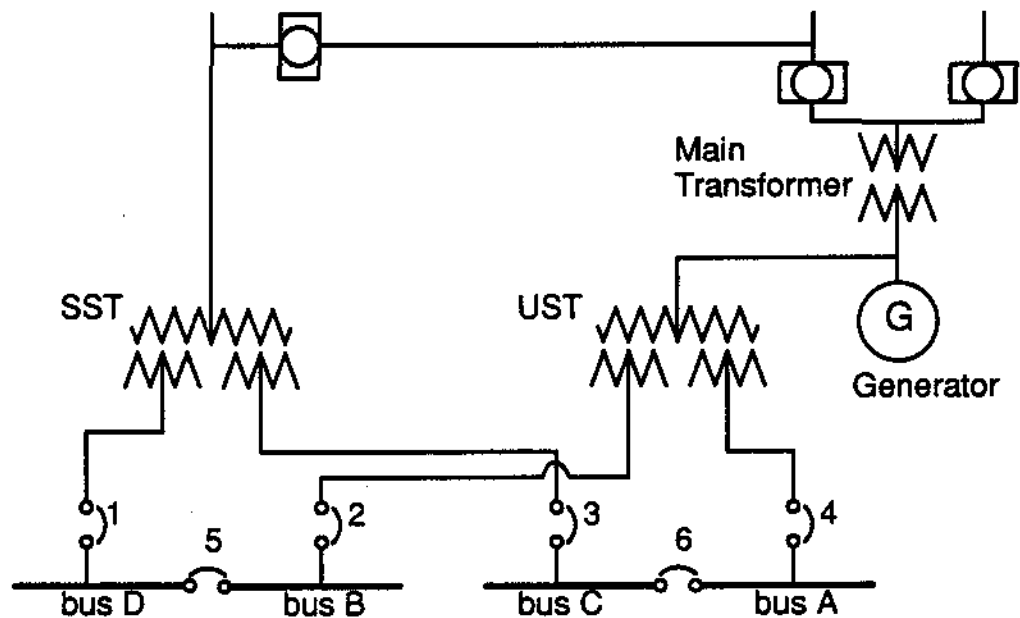 Main
Transformer
SST
UST
G
Generator
1
2
3
4
5
6
bus D
bus B
bus C
bus A